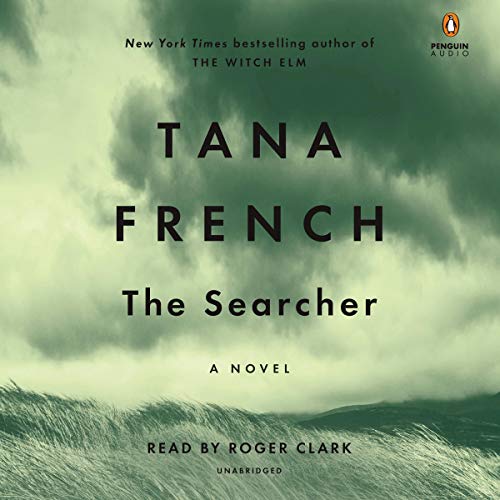 New York Times bestselling author of
THE WITCH ELM
PENGUIN
AUDIO
TANA
FRENCH
The Searcher
A NOVEL
READ BY ROGER CLARK
UNABRIDGED